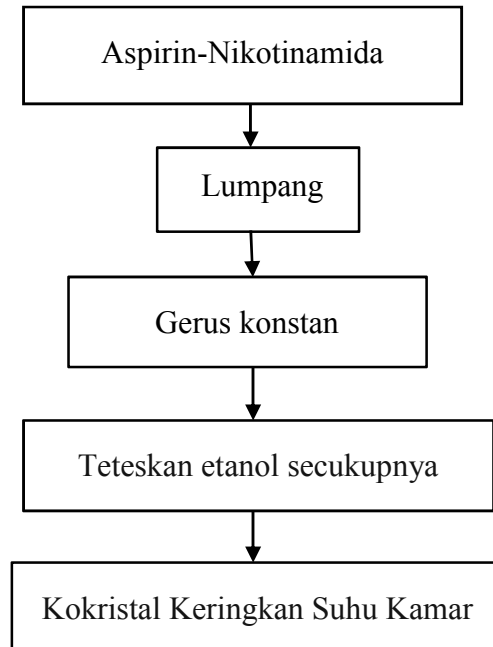 Aspirin-Nikotinamida
Lumpang
Gerus konstan
Teteskan etanol secukupnya
Kokristal Keringkan Suhu Kamar